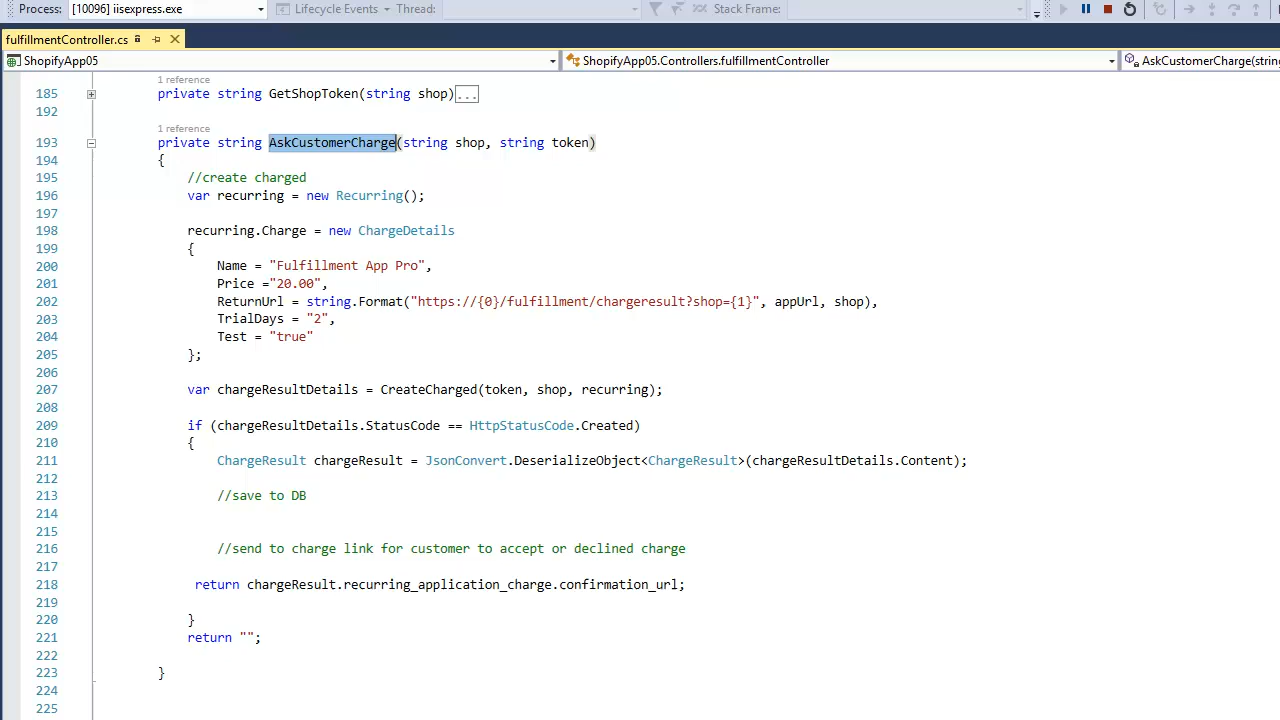 Process: [10096] iisexpress.exe Lifecycle Events Thread: Stack Frame:
fulfillmentController.cs
ShopifyApp05 ShopifyApp05.Controllers.fulfillmentController AskCustomerCharge(string
1 reference
185 private string GetShopToken(string shop)...
192
1 reference
193 private string AskCustomerCharge(string shop, string token)
194 {
195 //create charged
196 var recurring = new Recurring();
197
198 recurring.Charge = new ChargeDetails
199 {
200 Name = "Fulfillment App Pro",
201 Price ="20.00",
202 ReturnUrl = string.Format("https://{0}/fulfillment/chargeresult?shop={1}", appUrl, shop),
203 TrialDays = "2",
204 Test = "true"
205 };
206
207 var chargeResultDetails = CreateCharged(token, shop, recurring);
208
209 if (chargeResultDetails.StatusCode == HttpStatusCode.Created)
210 {
211 ChargeResult chargeResult = JsonConvert.DeserializeObject<ChargeResult>(chargeResultDetails.Content);
212
213 //save to DB
214
215
216 //send to charge link for customer to accept or declined charge
217
218 return chargeResult.recurring_application_charge.confirmation_url;
219
220 }
221 return "";
222
223 }
224
225